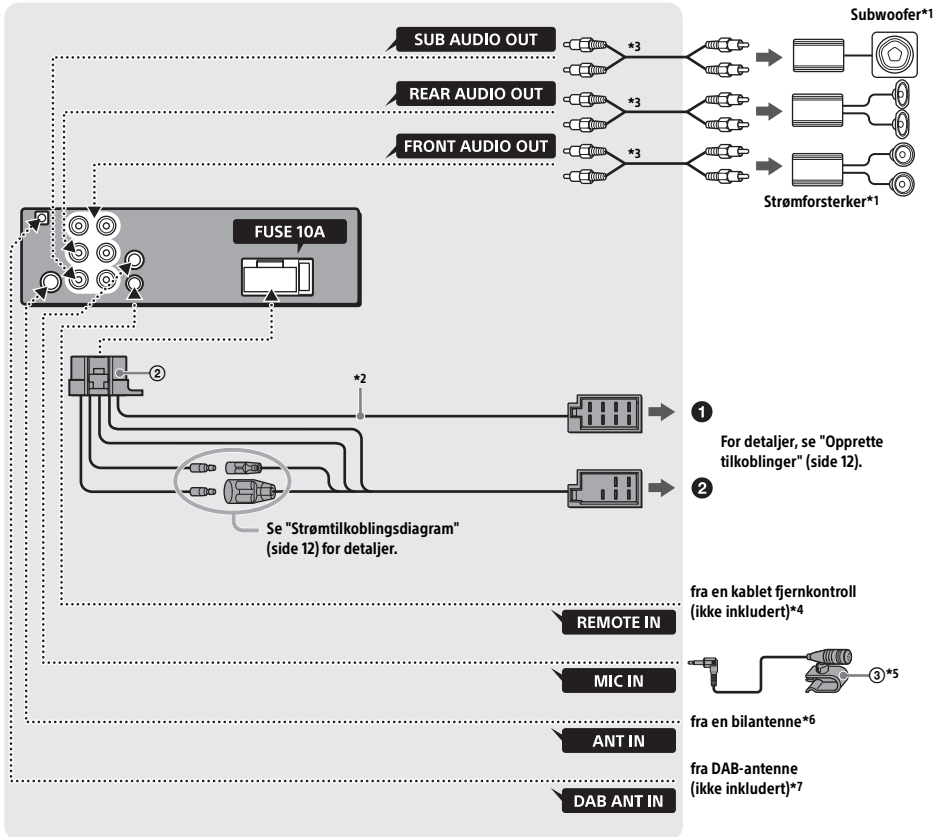 Subwoofer*1
SUB AUDIO OUT
*3
REAR AUDIO OUT
*3
FRONT AUDIO OUT
*3
Strømforsterker*1
FUSE 10A
②
*2
❶
For detaljer, se "Opprette
tilkoblinger" (side 12).
❷
Se "Strømtilkoblingsdiagram"
(side 12) for detaljer.
fra en kablet fjernkontroll
(ikke inkludert)*4
REMOTE IN
MIC IN
③*5
fra en bilantenne*6
ANT IN
fra DAB-antenne
(ikke inkludert)*7
DAB ANT IN